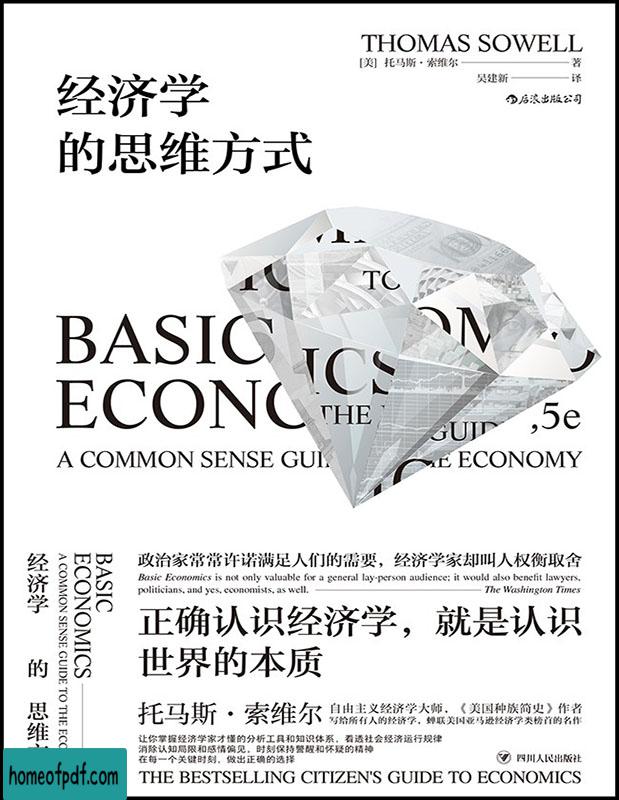 THOMAS SOWELL
[美] 托马斯·索维尔 著
吴建新 译
后浪出版公司
经济学
的思维方式
TO
BASIC
ICS
ECONO
THE
GUID
,5e
A COMMON SENSE GUI
E ECONOMY
政治家常常许诺满足人们的需要，经济学家却叫人权衡取舍
Basic Economics is not only valuable for a general lay-person audience; it would also benefit lawyers,
politicians, and yes, economists, as well. The Washington Times
正确认识经济学，就是认识
世界的本质
托马斯·索维尔
自由主义经济学大师，《美国种族简史》作者
写给所有人的经济学，蝉联美国亚马逊经济学类榜首的名作
让你掌握经济学家才懂的分析工具和知识体系，看透社会经济运行规律
消除认知局限和感情偏见，时刻保持警醒和怀疑的精神
在每一个关键时刻，做出正确的选择
四川人民出版社
THE BESTSELLING CITIZEN'S GUIDE TO ECONOMICS
BASIC
ECONOMICS
A COMMON SENSE GUIDE TO THE ECO
经济学 的 思维方
homeofpdf.com